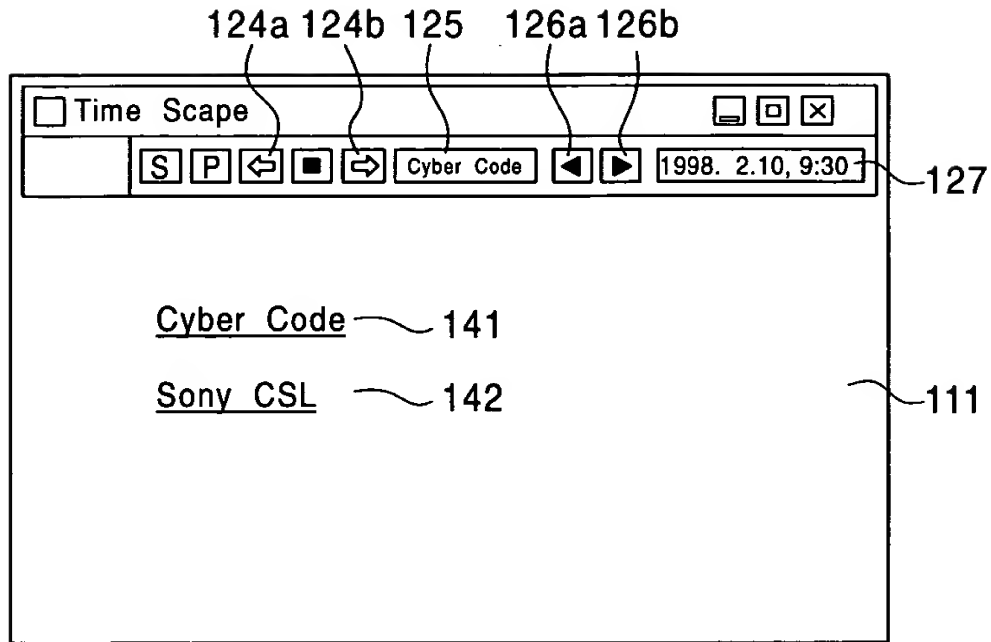 124a 124b 125 126a 126b
Time Scape
S P Cyber Code 1998. 2.10, 9:30
127
Cyber Code 141
Sony CSL 142
111